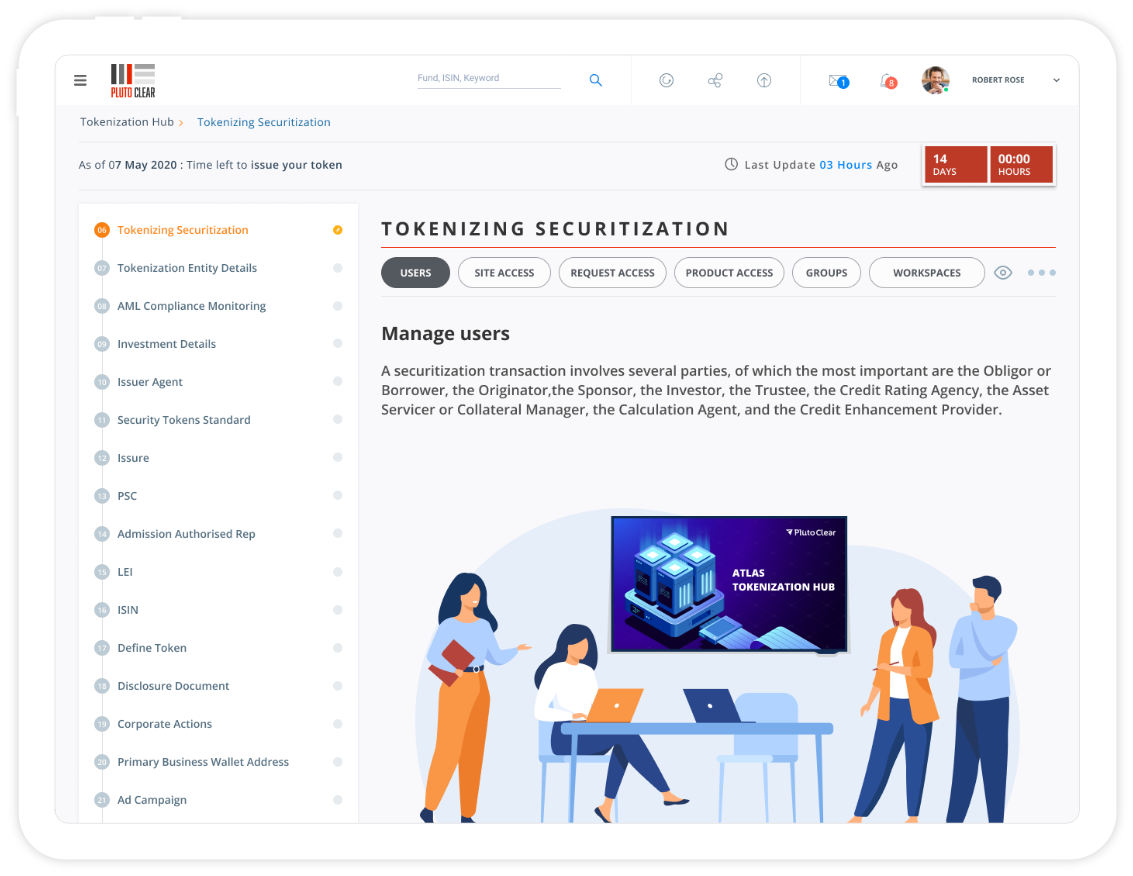 PLUTO CLEAR
Fund, ISIN, Keyword
1
8
ROBERT ROSE
Tokenization Hub > Tokenizing Securitization
As of 07 May 2020 : Time left to issue your token
Last Update 03 Hours Ago
14
DAYS
00:00
HOURS
06 Tokenizing Securitization
07 Tokenization Entity Details
08 AML Compliance Monitoring
09 Investment Details
10 Issuer Agent
11 Security Tokens Standard
12 Issure
13 PSC
14 Admission Authorised Rep
15 LEI
16 ISIN
17 Define Token
18 Disclosure Document
19 Corporate Actions
20 Primary Business Wallet Address
21 Ad Campaign
TOKENIZING SECURITIZATION
USERS
SITE ACCESS
REQUEST ACCESS
PRODUCT ACCESS
GROUPS
WORKSPACES
Manage users
A securitization transaction involves several parties, of which the most important are the Obligor or
Borrower, the Originator,the Sponsor, the Investor, the Trustee, the Credit Rating Agency, the Asset
Servicer or Collateral Manager, the Calculation Agent, and the Credit Enhancement Provider.
PlutoClear
ATLAS
TOKENIZATION HUB